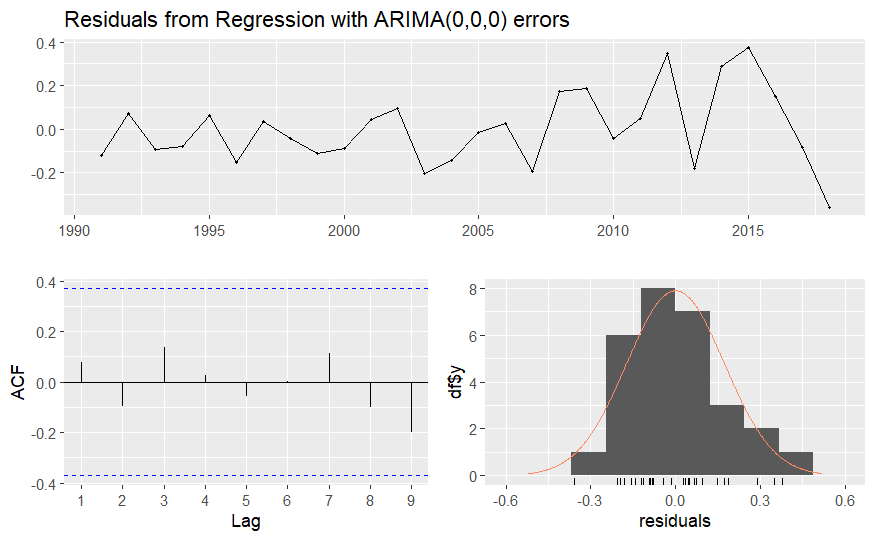 Residuals from Regression with ARIMA(0,0,0) errors
0.4
0.2
0.0
-0.2
1990 1995 2000 2005 2010 2015
0.4
0.2
0.0
-0.2
-0.4
ACF
1 2 3 4 5 6 7 8 9
Lag
8
6
4
2
0
df$y
-0.6 -0.3 0.0 0.3 0.6
residuals